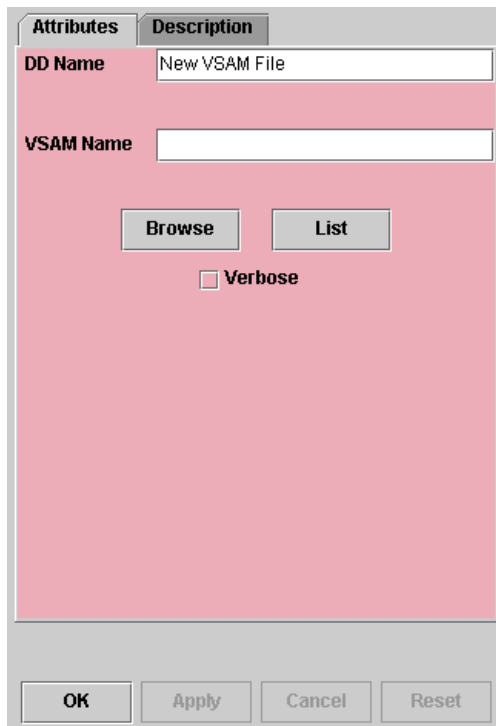 Attributes Description
DD Name New VSAM File
VSAM Name
Browse List
Verbose
OK Apply Cancel Reset